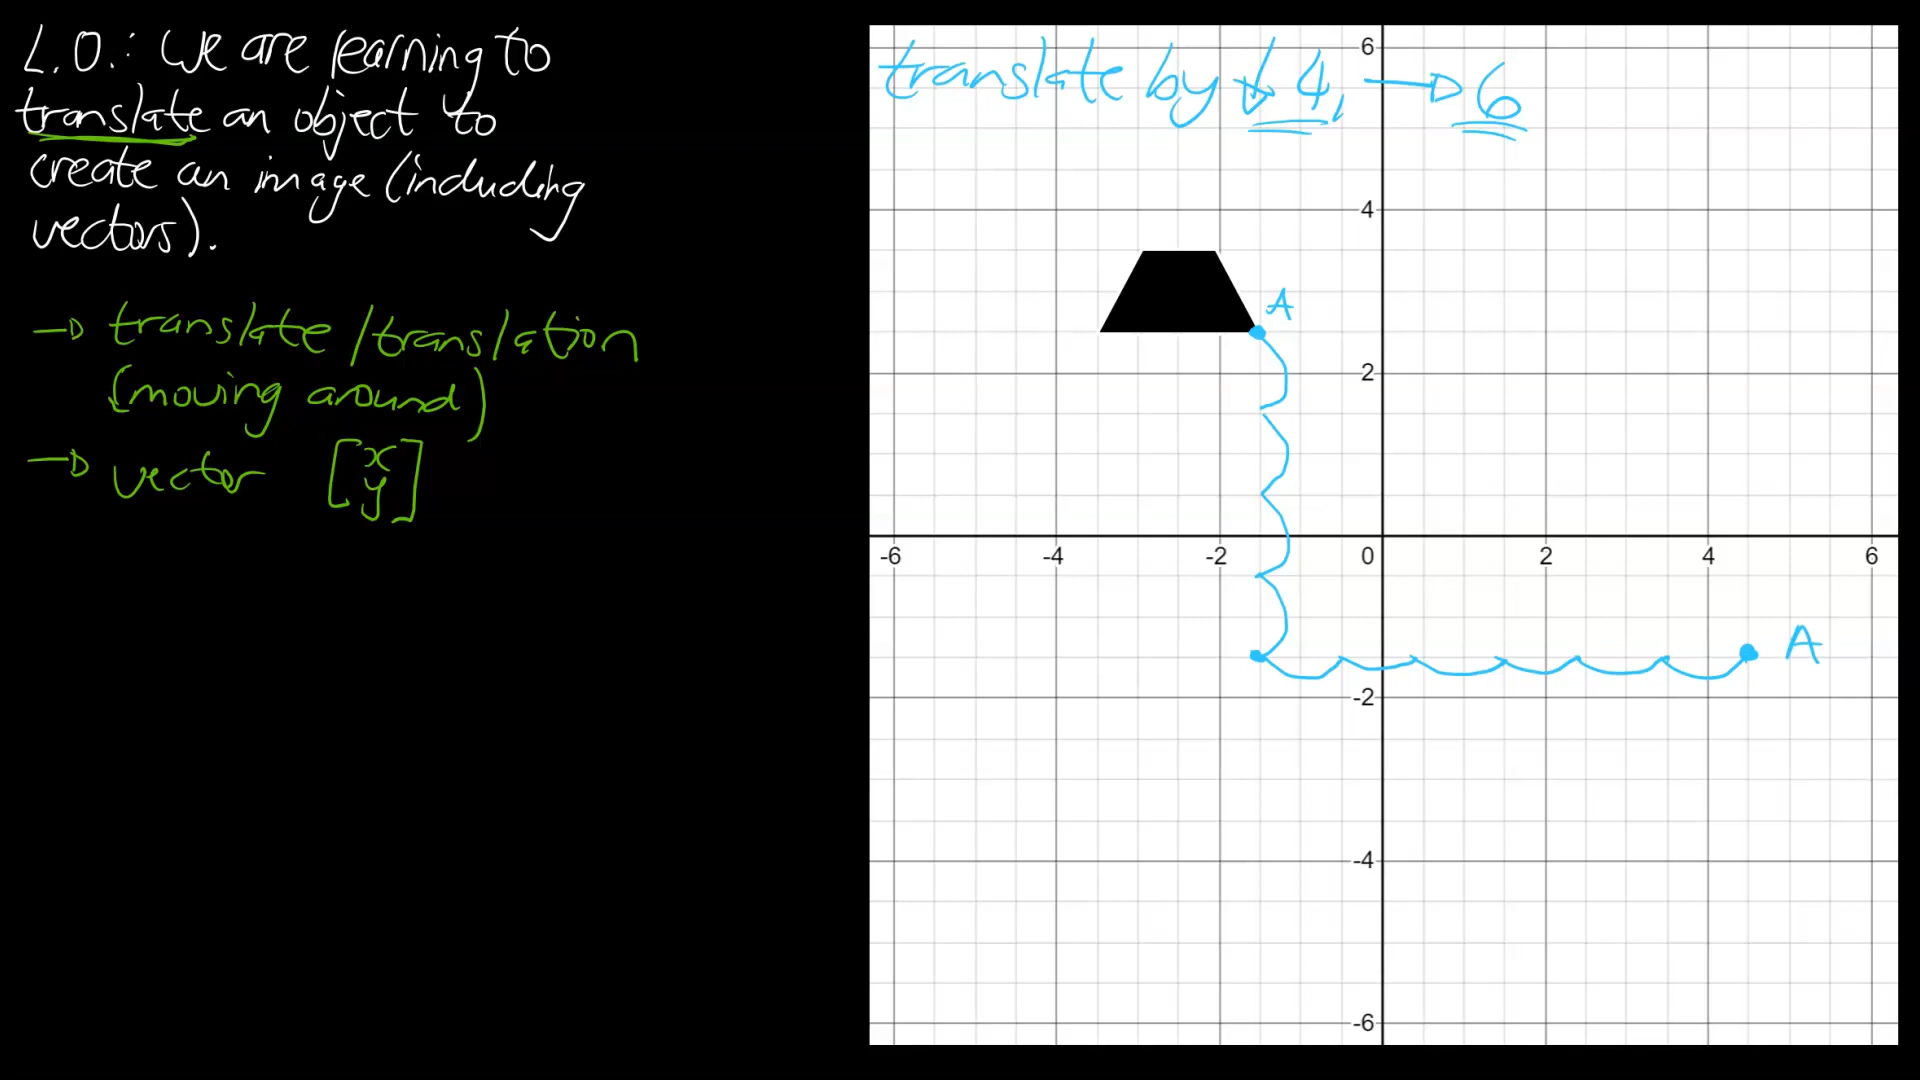 L.O.: We are learning to
translate an object to
create an image (including
vectors).
→ translate/translation
(moving around)
→ vector [x
y]
translate by ↓ 4, → 6
6
4
A
2
-6 -4 -2 0 2 4 6
A
-2
-4
-6